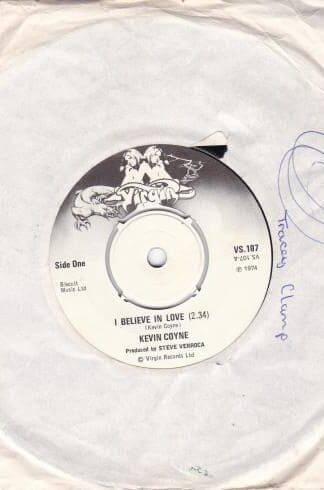 Virgin
Side One
VS.107
VS 107-A
℗ 1974
Biscuit
Music Ltd
I BELIEVE IN LOVE (2.34)
(Kevin Coyne)
KEVIN COYNE
Produced by STEVE VERROCA
© Virgin Records Ltd
Tracey Clamp